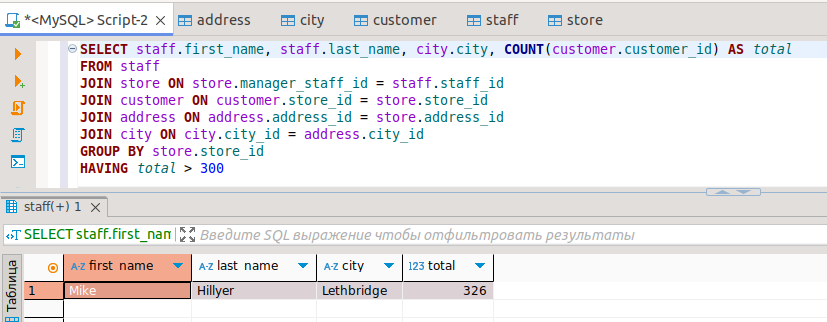 *<MySQL> Script-2 address city customer staff store
SELECT staff.first_name, staff.last_name, city.city, COUNT(customer.customer_id) AS total
FROM staff
JOIN store ON store.manager_staff_id = staff.staff_id
JOIN customer ON customer.store_id = store.store_id
JOIN address ON address.address_id = store.address_id
JOIN city ON city.city_id = address.city_id
GROUP BY store.store_id
HAVING total > 300
staff(+) 1
SELECT staff.first_nam Введите SQL выражение чтобы отфильтровать результаты
Таблица
A-Z first_name A-Z last_name A-Z city 123 total
1 Mike Hillyer Lethbridge 326